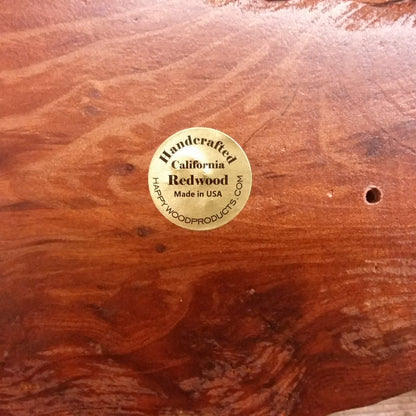 Handcrafted
California
Redwood
Made in USA
HAPPYWOODPRODUCTS.COM